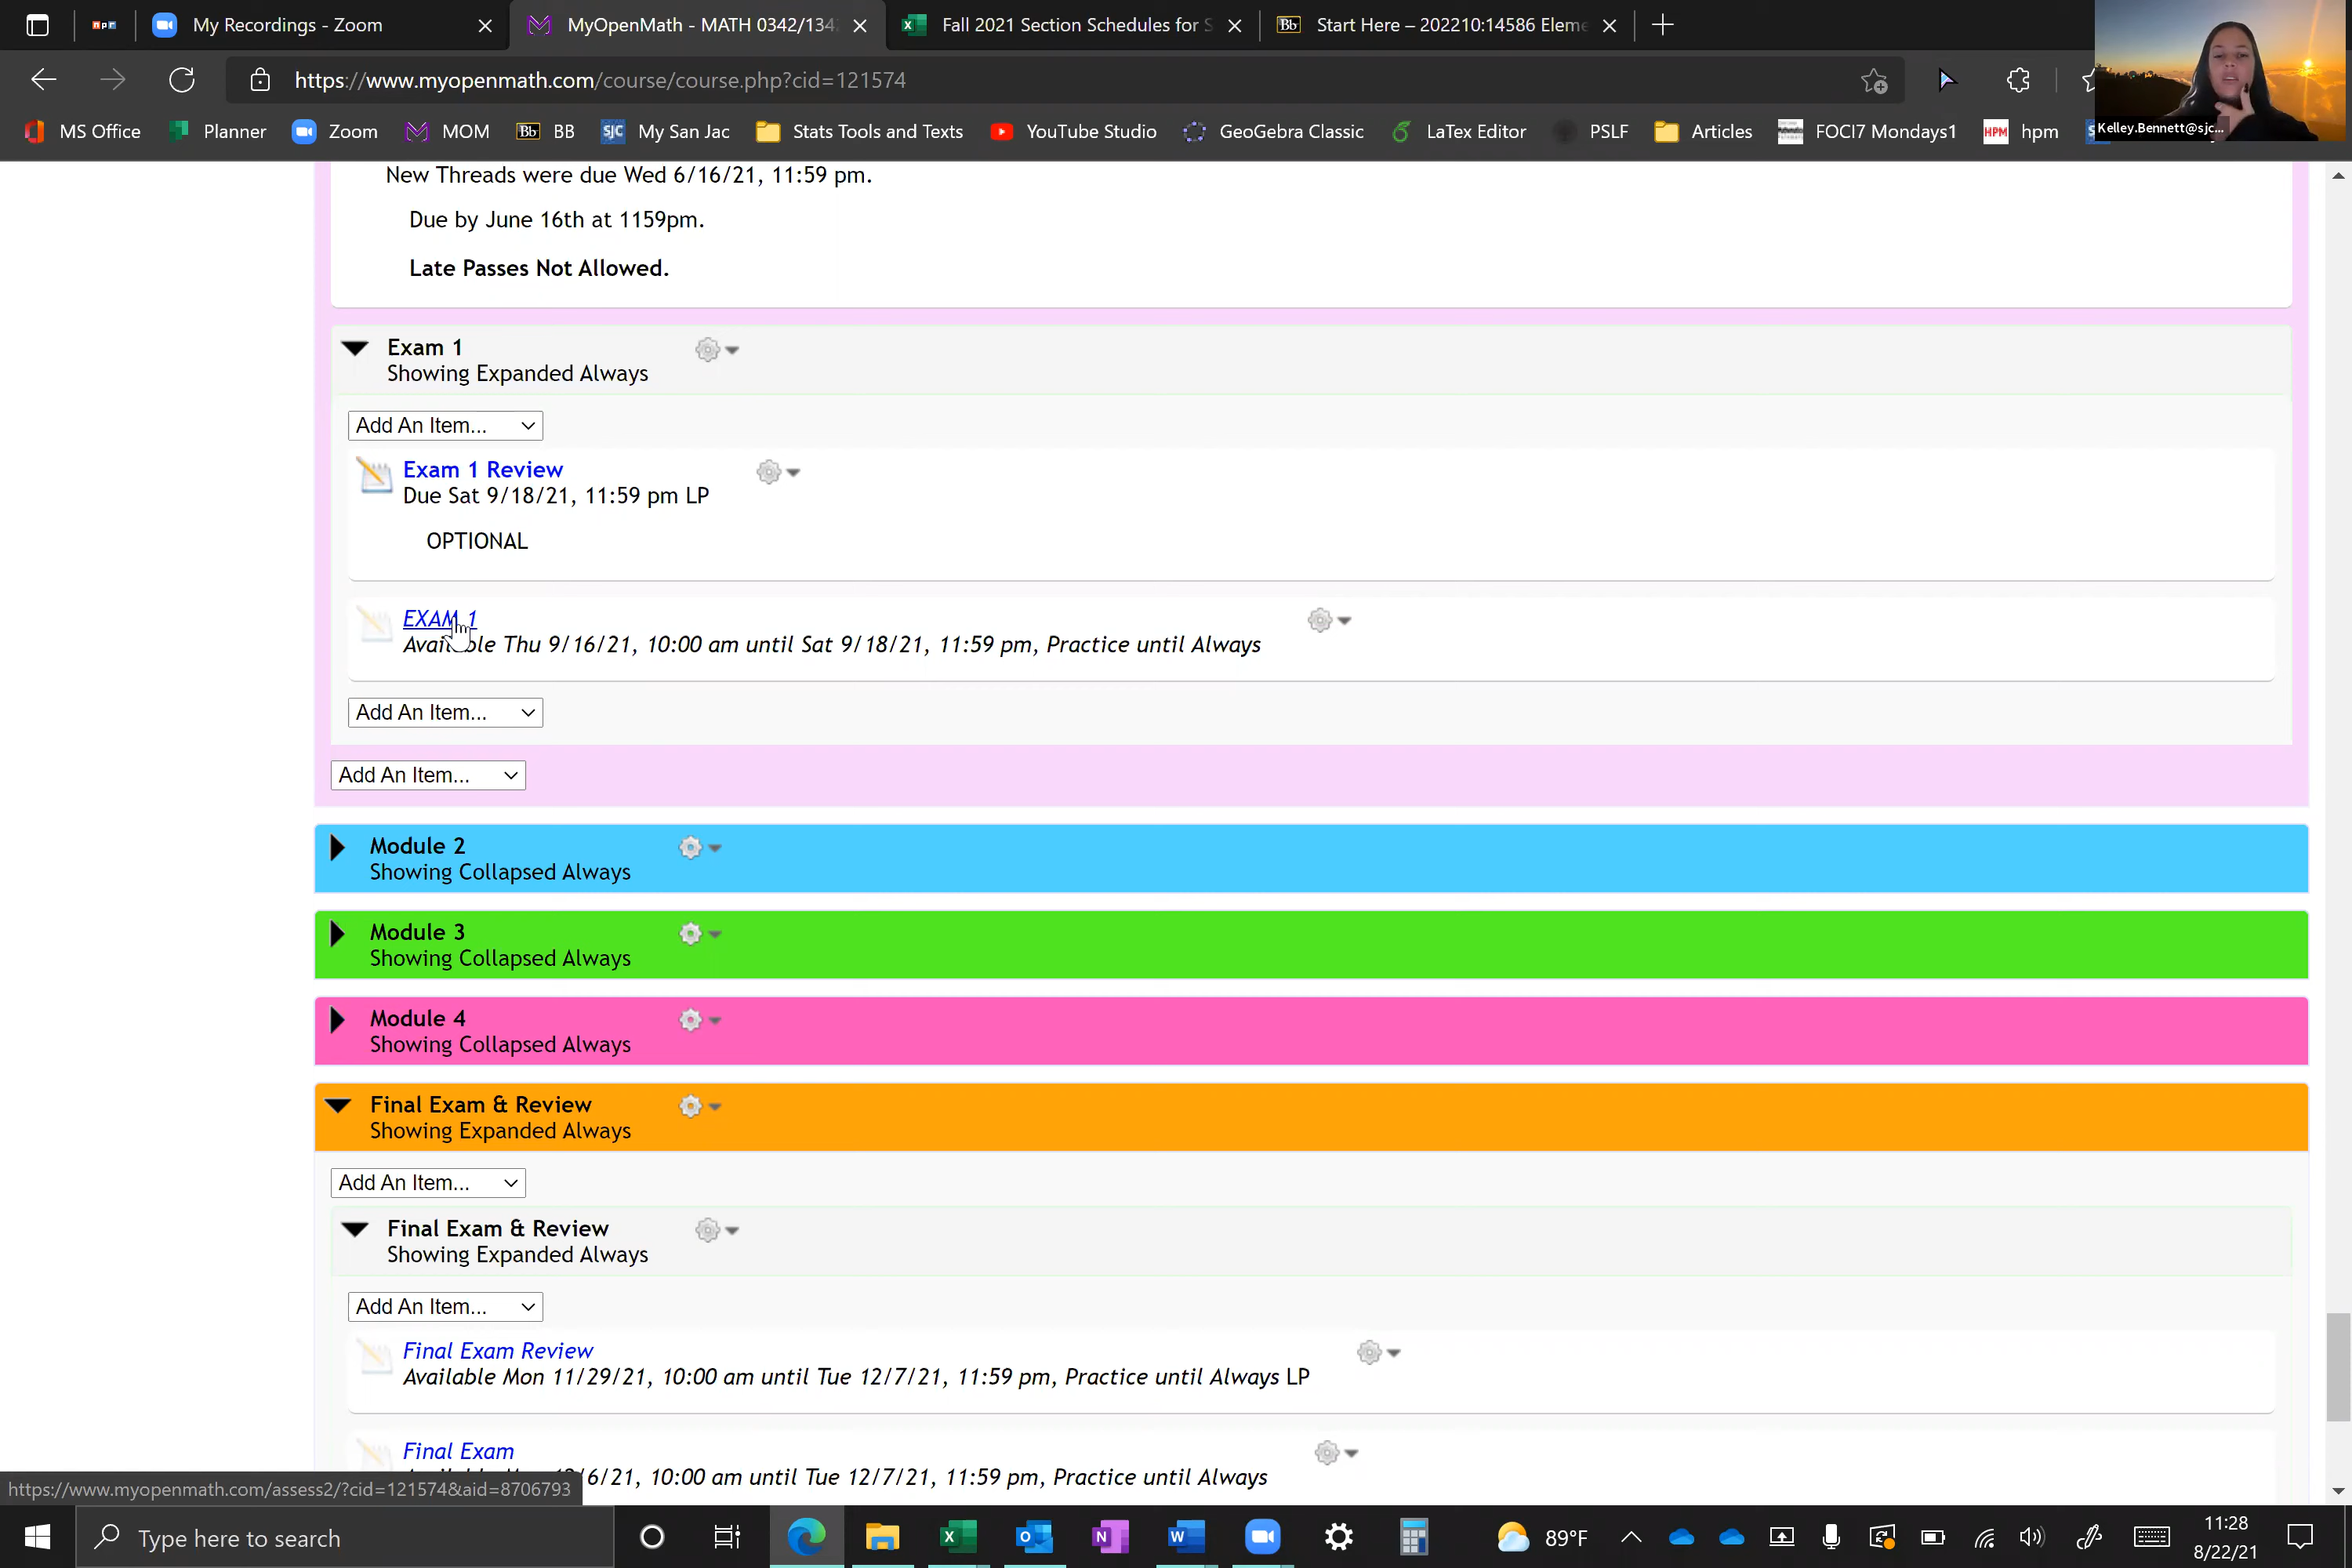 npr
My Recordings - Zoom
MyOpenMath - MATH 0342/134
Fall 2021 Section Schedules for S
Bb
Start Here – 202210:14586 Eleme
https://www.myopenmath.com/course/course.php?cid=121574
MS Office
Planner
Zoom
MOM
Bb BB
SJC My San Jac
Stats Tools and Texts
YouTube Studio
GeoGebra Classic
LaTex Editor
PSLF
Articles
FOCI7 Mondays1
HPM hpm
Kelley.Bennett@sjc...
New Threads were due Wed 6/16/21, 11:59 pm.
Due by June 16th at 1159pm.
Late Passes Not Allowed.
Exam 1
Showing Expanded Always
Add An Item...
Exam 1 Review
Due Sat 9/18/21, 11:59 pm LP
OPTIONAL
EXAM 1
Available Thu 9/16/21, 10:00 am until Sat 9/18/21, 11:59 pm, Practice until Always
Add An Item...
Add An Item...
Module 2
Showing Collapsed Always
Module 3
Showing Collapsed Always
Module 4
Showing Collapsed Always
Final Exam & Review
Showing Expanded Always
Add An Item...
Final Exam & Review
Showing Expanded Always
Add An Item...
Final Exam Review
Available Mon 11/29/21, 10:00 am until Tue 12/7/21, 11:59 pm, Practice until Always LP
Final Exam
/6/21, 10:00 am until Tue 12/7/21, 11:59 pm, Practice until Always
https://www.myopenmath.com/assess2/?cid=121574&aid=8706793
Type here to search
89°F
11:28
8/22/21